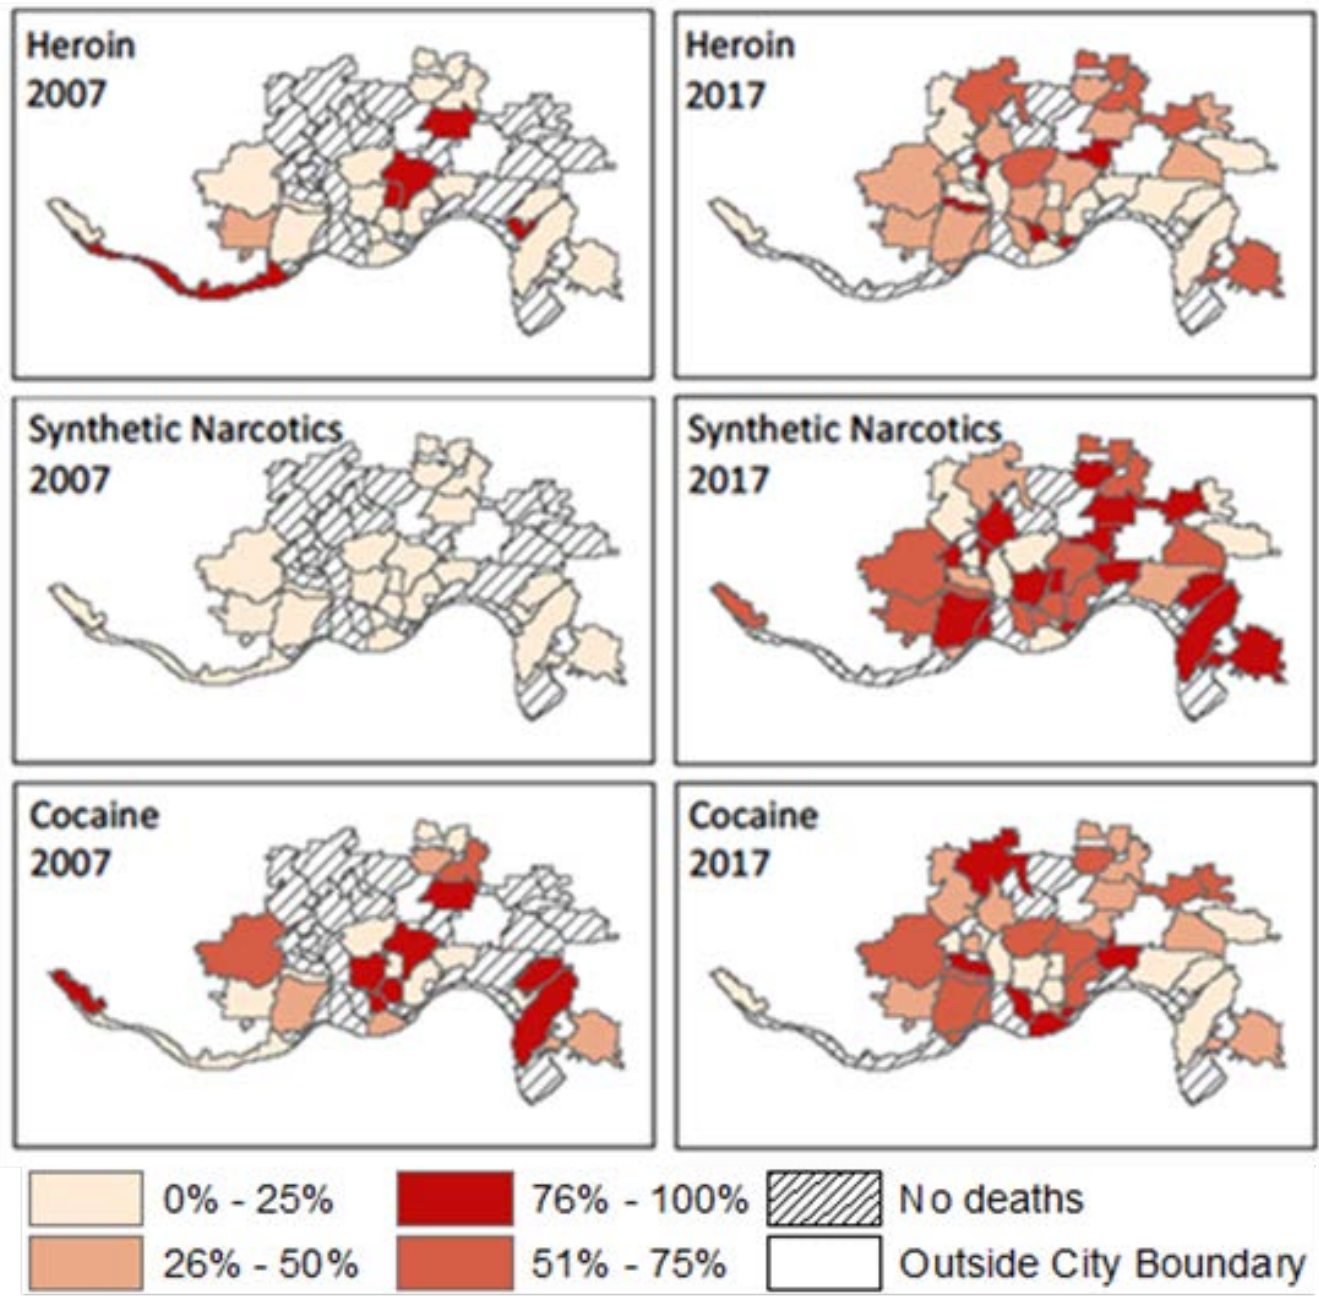 Heroin
2007
Heroin
2017
Synthetic Narcotics
2007
Synthetic Narcotics
2017
Cocaine
2007
Cocaine
2017
0% - 25%
76% - 100%
No deaths
26% - 50%
51% - 75%
Outside City Boundary